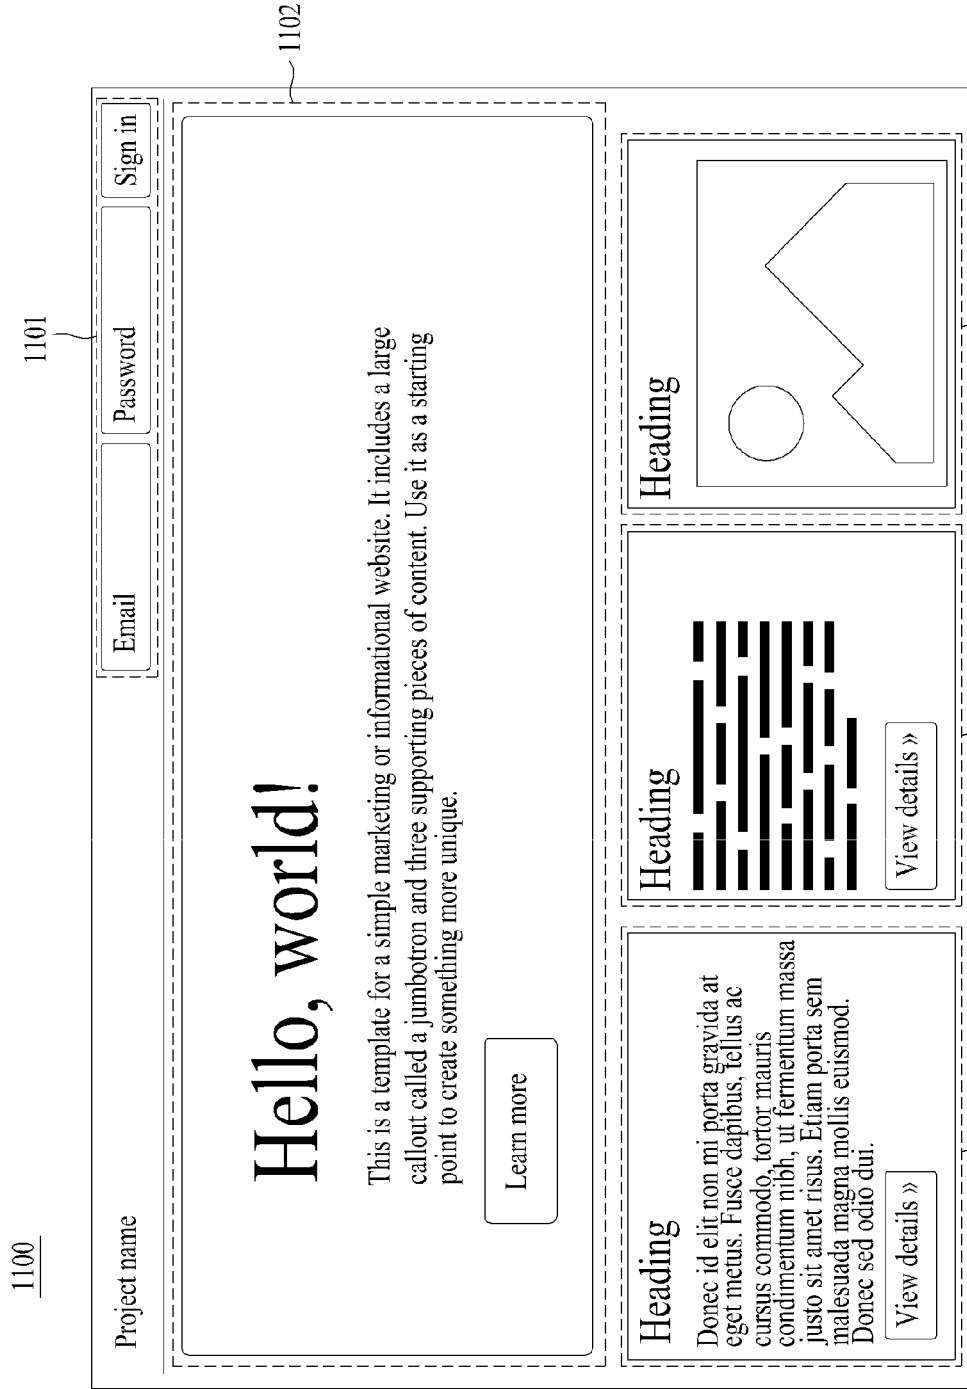 1100
1101
Project name
Email
Password
Sign in
1102
Hello, world!
This is a template for a simple marketing or informational website. It includes a large
callout called a jumbotron and three supporting pieces of content. Use it as a starting
point to create something more unique.
Learn more
Heading
Donec id elit non mi porta gravida at
eget metus. Fusce dapibus, tellus ac
cursus commodo, tortor mauris
condimentum nibh, ut fermentum massa
justo sit amet risus. Etiam porta sem
malesuada magna mollis euismod.
Donec sed odio dui.
View details »
Heading
View details »
Heading